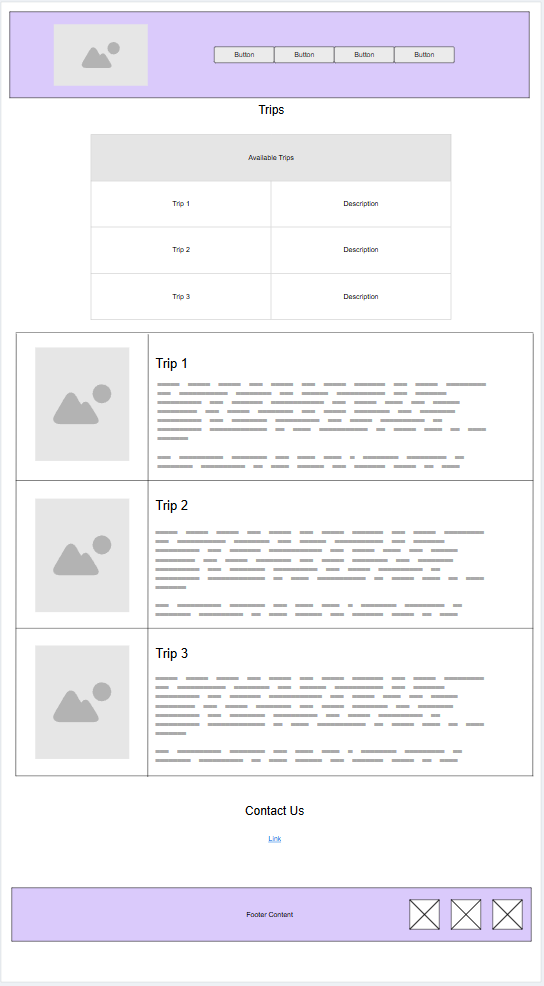 Button Button Button Button
Trips
Available Trips
Trip 1 Description
Trip 2 Description
Trip 3 Description
Trip 1
Trip 2
Trip 3
Contact Us
Link
Footer Content